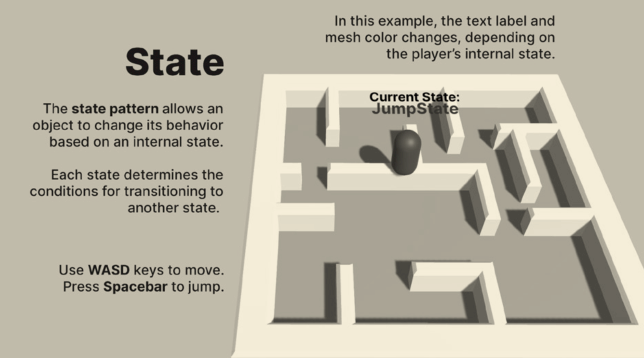 In this example, the text label and
mesh color changes, depending on
the player's internal state.
State
The state pattern allows an
object to change its behavior
based on an internal state.
Each state determines the
conditions for transitioning to
another state.
Use WASD keys to move.
Press Spacebar to jump.
Current State:
JumpState